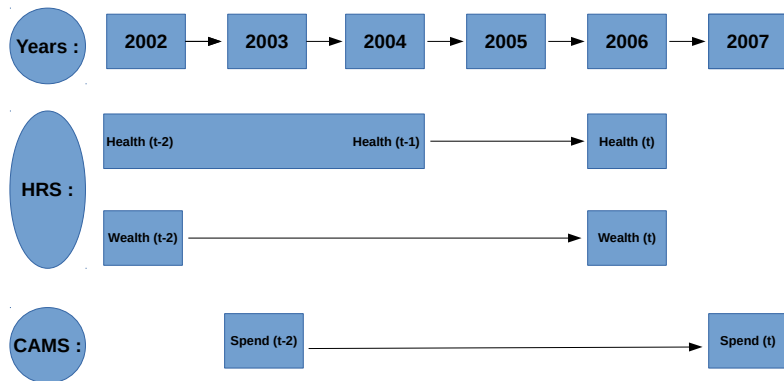 Years : 2002 2003 2004 2005 2006 2007
Health (t-2) Health (t-1) Health (t)
HRS :
Wealth (t-2) Wealth (t)
CAMS : Spend (t-2) Spend (t)